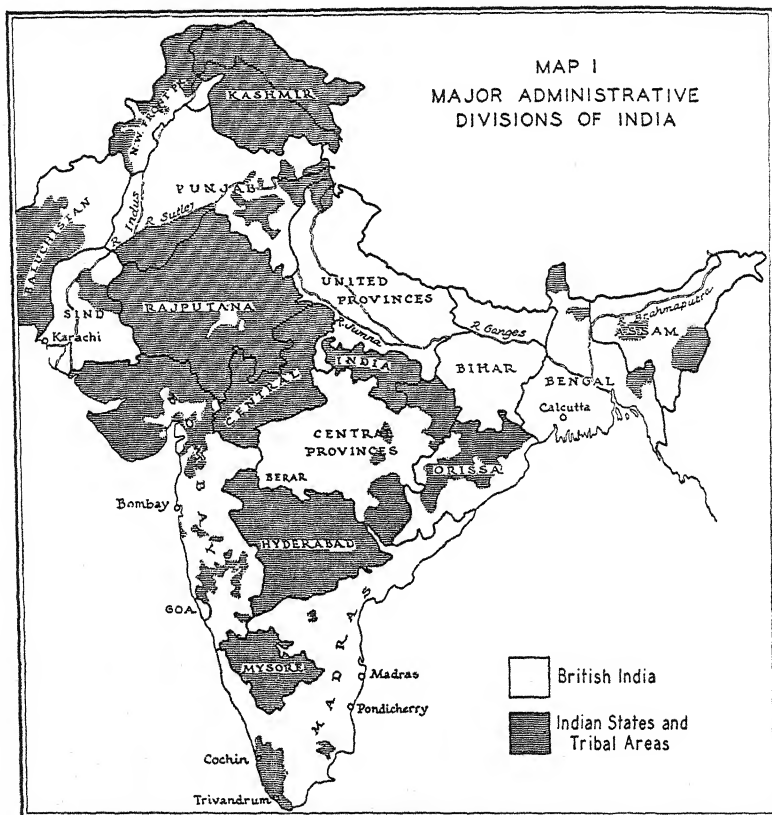 MAP I
MAJOR ADMINISTRATIVE
DIVISIONS OF INDIA
KASHMIR
N.W. FRONT. PR.
PUNJAB
R. Sutlej
R. Indus
BALUCHISTAN
UNITED
PROVINCES
RAJPUTANA
SIND
Karachi
R. Jumna
R. Ganges
R. Brahmaputra
ASSAM
CENTRAL
INDIA
BIHAR
BENGAL
Calcutta
CENTRAL
PROVINCES
ORISSA
BERAR
BOMBAY
Bombay
HYDERABAD
GOA
MADRAS
MYSORE
Madras
Pondicherry
Cochin
Trivandrum
British India
Indian States and
Tribal Areas